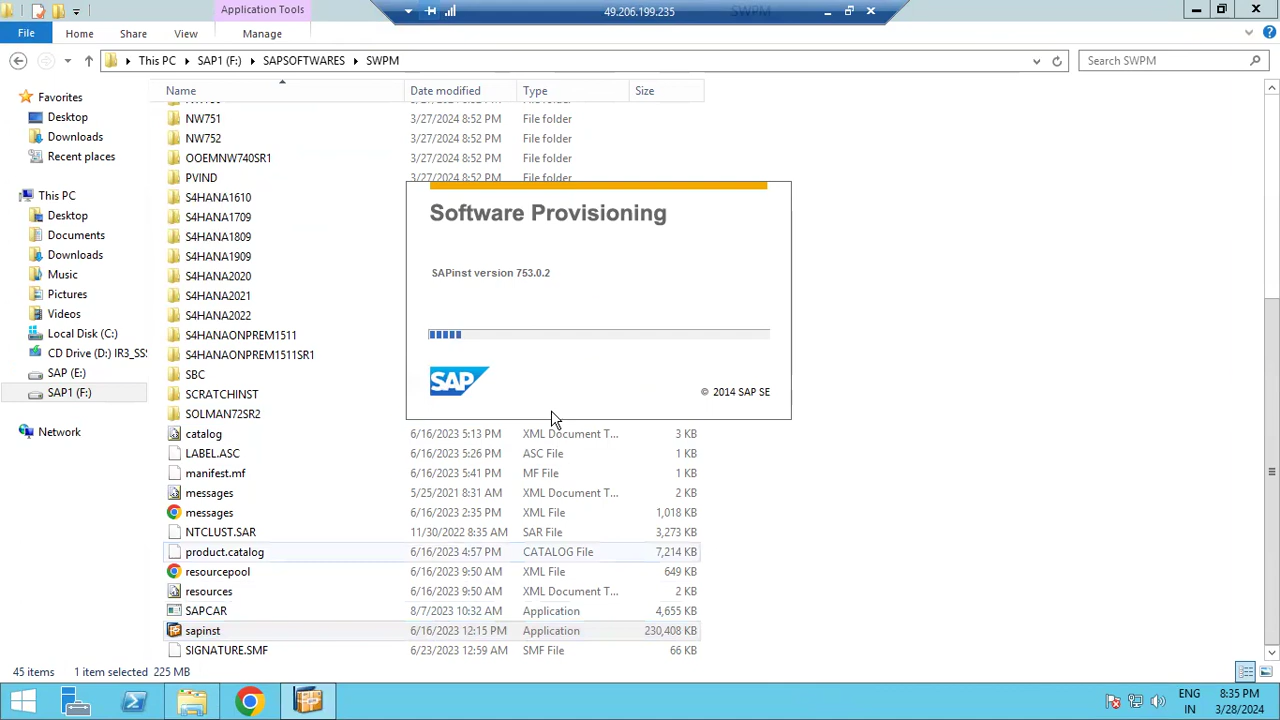 Application Tools
49.206.199.235
SWPM
File Home Share View Manage
This PC SAP1 (F:) SAPSOFTWARES SWPM
Search SWPM
Name Date modified Type Size
Favorites
Desktop
Downloads
Recent places
This PC
Desktop
Documents
Downloads
Music
Pictures
Videos
Local Disk (C:)
CD Drive (D:) IR3_SSS
SAP (E:)
SAP1 (F:)
Network
NW751 3/27/2024 8:52 PM File folder
NW752 3/27/2024 8:52 PM File folder
OOEMNW740SR1 3/27/2024 8:52 PM File folder
PVIND 3/27/2024 8:52 PM File folder
S4HANA1610
S4HANA1709
S4HANA1809
S4HANA1909
S4HANA2020
S4HANA2021
S4HANA2022
S4HANAONPREM1511
S4HANAONPREM1511SR1
SBC
SCRATCHINST
SOLMAN72SR2
catalog 6/16/2023 5:13 PM XML Document T... 3 KB
LABEL.ASC 6/16/2023 5:26 PM ASC File 1 KB
manifest.mf 6/16/2023 5:41 PM MF File 1 KB
messages 5/25/2021 8:31 AM XML Document T... 2 KB
messages 6/16/2023 2:35 PM XML File 1,018 KB
NTCLUST.SAR 11/30/2022 8:35 AM SAR File 3,273 KB
product.catalog 6/16/2023 4:57 PM CATALOG File 7,214 KB
resourcepool 6/16/2023 9:50 AM XML File 649 KB
resources 6/16/2023 9:50 AM XML Document T... 2 KB
SAPCAR 8/7/2023 10:32 AM Application 4,655 KB
sapinst 6/16/2023 12:15 PM Application 230,408 KB
SIGNATURE.SMF 6/23/2023 12:59 AM SMF File 66 KB
Software Provisioning
SAPinst version 753.0.2
SAP
© 2014 SAP SE
45 items 1 item selected 225 MB
ENG 8:35 PM
IN 3/28/2024